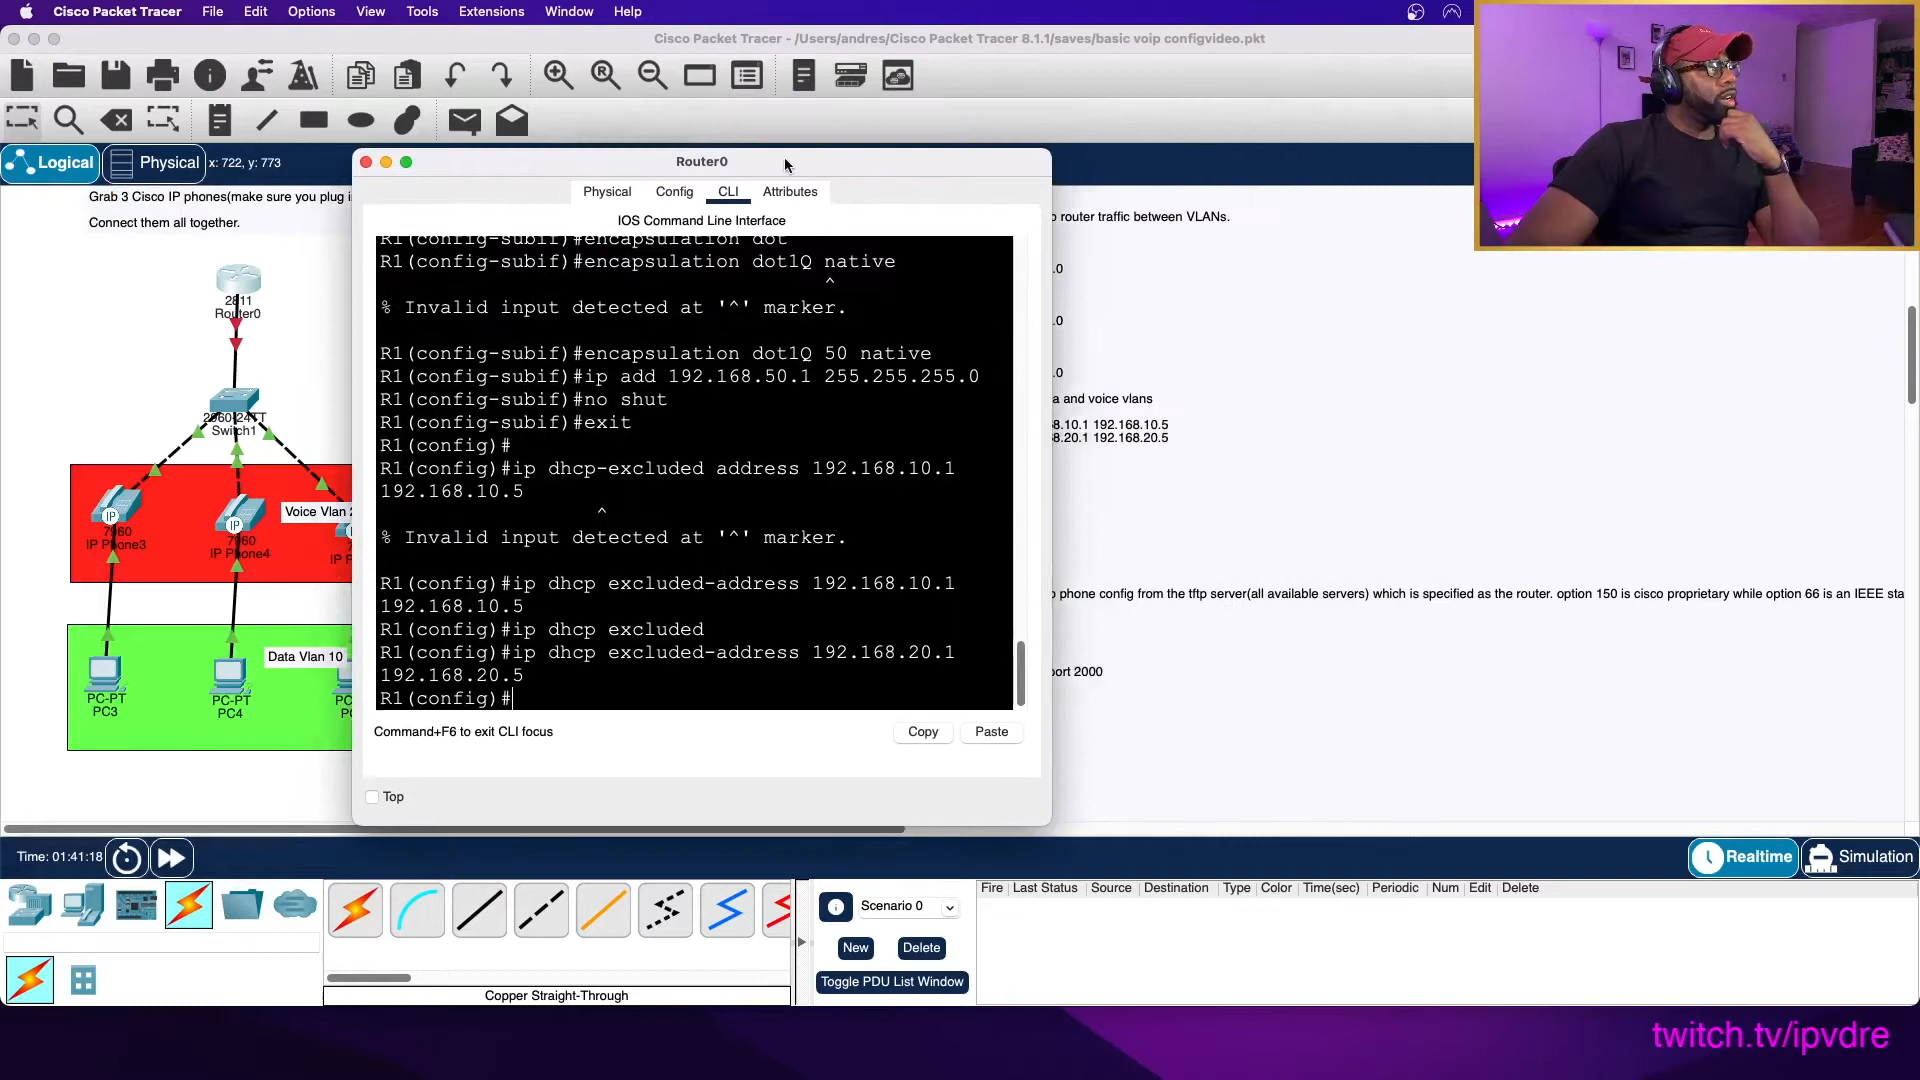 Cisco Packet Tracer File Edit Options View Tools Extensions Window Help
Cisco Packet Tracer - /Users/andres/Cisco Packet Tracer 8.1.1/saves/basic voip configvideo.pkt
Logical Physical x: 722, y: 773
Router0
Grab 3 Cisco IP phones(make sure you plug i
Connect them all together.
Physical Config CLI Attributes
IOS Command Line Interface
o router traffic between VLANs.
R1(config-subif)#encapsulation dot
R1(config-subif)#encapsulation dot1Q native
^
% Invalid input detected at '^' marker.
R1(config-subif)#encapsulation dot1Q 50 native
R1(config-subif)#ip add 192.168.50.1 255.255.255.0
R1(config-subif)#no shut
R1(config-subif)#exit
R1(config)#
R1(config)#ip dhcp-excluded address 192.168.10.1
192.168.10.5
^
% Invalid input detected at '^' marker.
R1(config)#ip dhcp excluded-address 192.168.10.1
192.168.10.5
R1(config)#ip dhcp excluded
R1(config)#ip dhcp excluded-address 192.168.20.1
192.168.20.5
R1(config)#
Command+F6 to exit CLI focus
Copy Paste
Top
.0
.0
.0
a and voice vlans
8.10.1 192.168.10.5
8.20.1 192.168.20.5
o phone config from the tftp server(all available servers) which is specified as the router. option 150 is cisco proprietary while option 66 is an IEEE sta
port 2000
2811
Router0
2960-24TT
Switch1
7960
IP Phone3
7960
IP Phone4
IP P
Voice Vlan 2
Data Vlan 10
PC-PT
PC3
PC-PT
PC4
Time: 01:41:18
Realtime Simulation
Copper Straight-Through
Scenario 0
New Delete
Toggle PDU List Window
Fire Last Status Source Destination Type Color Time(sec) Periodic Num Edit Delete
twitch.tv/ipvdre